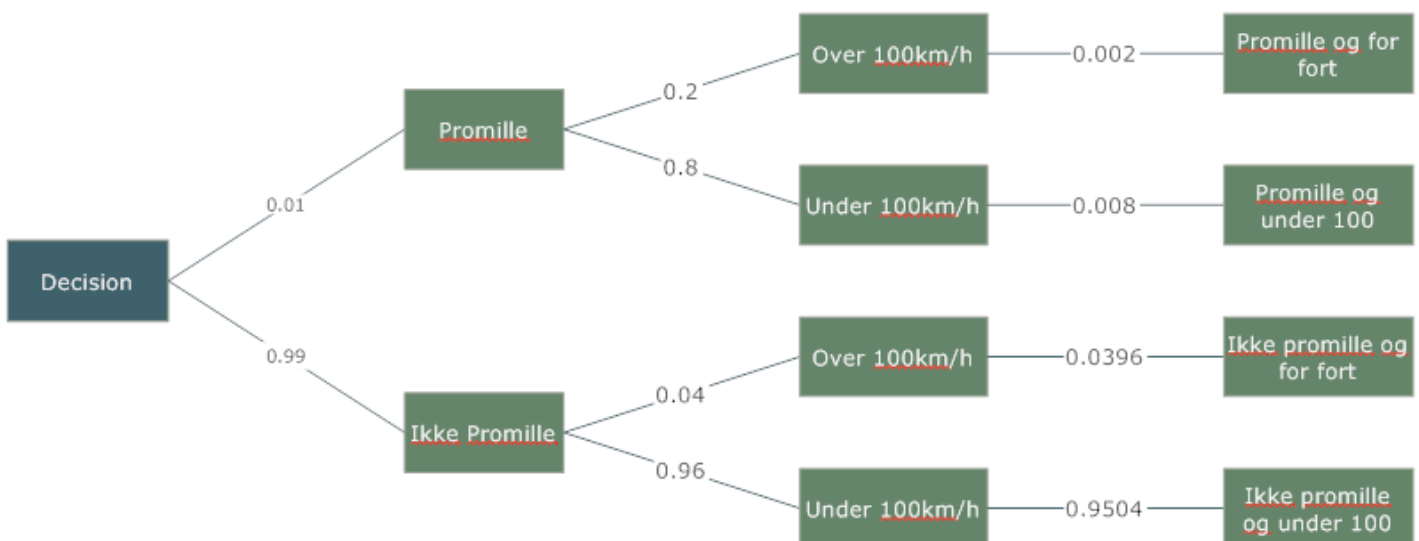 Decision
0.01
0.99
Promille
Ikke Promille
0.2
0.8
0.04
0.96
Over 100km/h
Under 100km/h
Over 100km/h
Under 100km/h
0.002
0.008
0.0396
0.9504
Promille og for
fort
Promille og
under 100
Ikke promille og
for fort
Ikke promille
og under 100